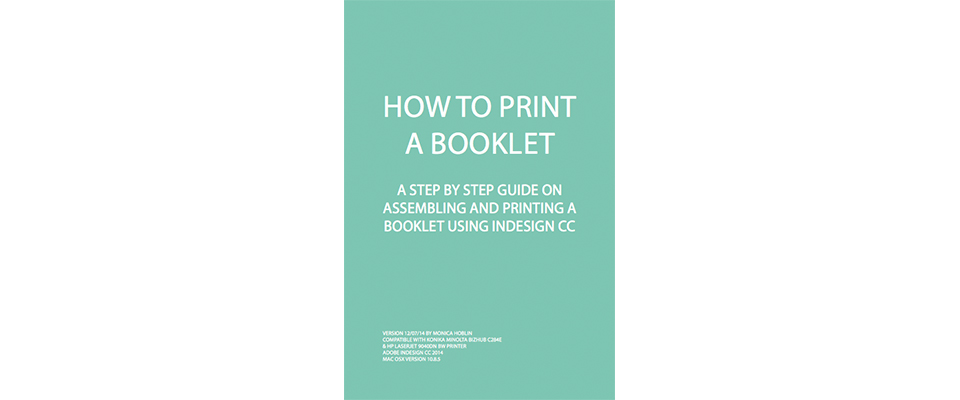 HOW TO PRINT
A BOOKLET
A STEP BY STEP GUIDE ON
ASSEMBLING AND PRINTING A
BOOKLET USING INDESIGN CC
VERSION 12/07/14 BY MONICA HOBLIN
COMPATIBLE WITH KONIKA MINOLTA BIZHUB C284E
& HP LASERJET 9040DN BW PRINTER
ADOBE INDESIGN CC 2014
MAC OSX VERSION 10.8.5